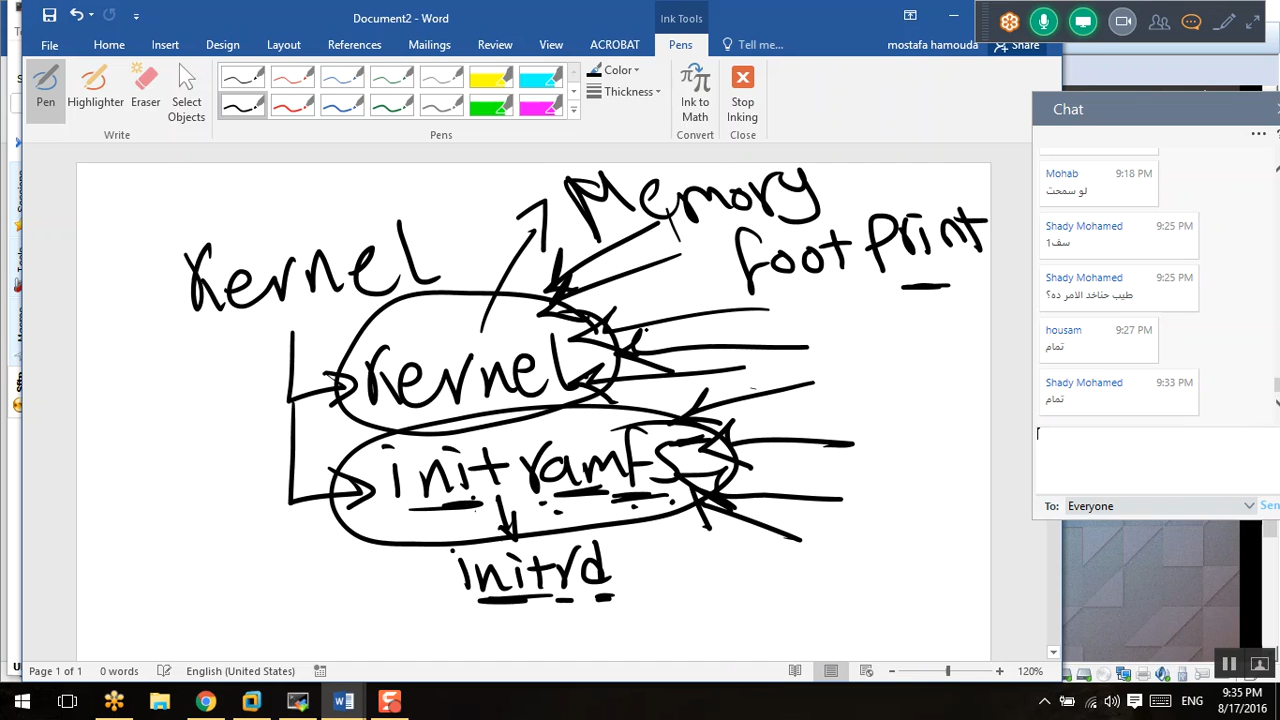 Document2 - Word
Ink Tools
File
Home
Insert
Design
Layout
References
Mailings
Review
View
ACROBAT
Pens
Tell me...
mostafa hamouda
Share
Pen
Highlighter
Eraser
Select Objects
Color
Thickness
Ink to Math
Stop Inking
Write
Pens
Convert
Close
Memory
foot print
Kernel
Kernel
initramfs
initrd
Chat
Mohab 9:18 PM
لو سمحت
Shady Mohamed 9:25 PM
سف1
Shady Mohamed 9:25 PM
طيب حناخد الامر ده؟
housam 9:27 PM
تمام
Shady Mohamed 9:33 PM
تمام
To: Everyone
Sen
Page 1 of 1 0 words English (United States)
120%
ENG
9:35 PM
8/17/2016